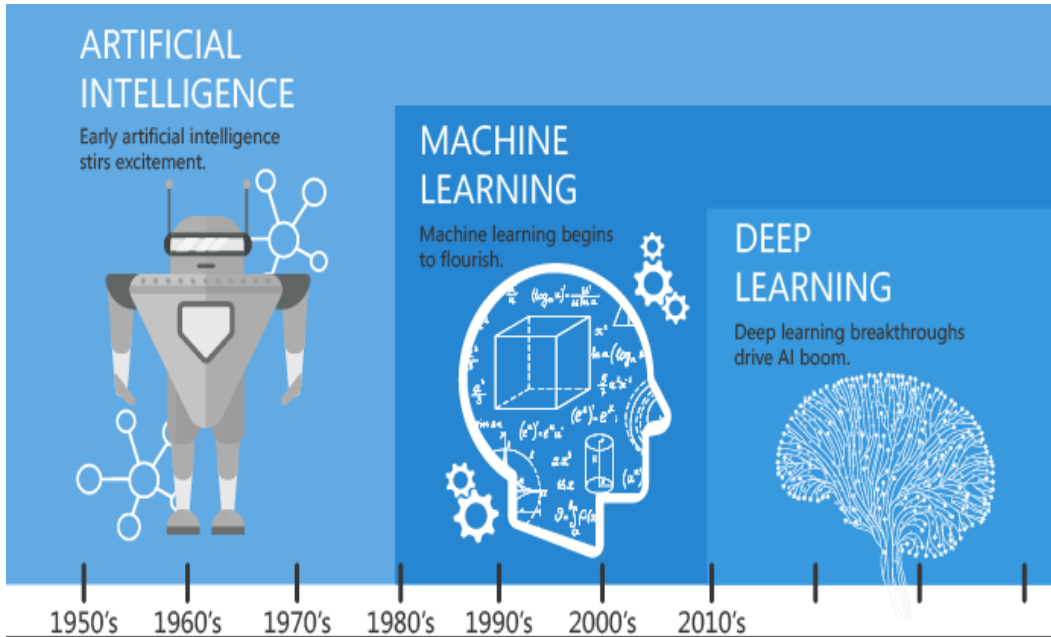 ARTIFICIAL
INTELLIGENCE
Early artificial intelligence
stirs excitement.
MACHINE
LEARNING
Machine learning begins
to flourish.
DEEP
LEARNING
Deep learning breakthroughs
drive AI boom.
1950's 1960's 1970's 1980's 1990's 2000's 2010's